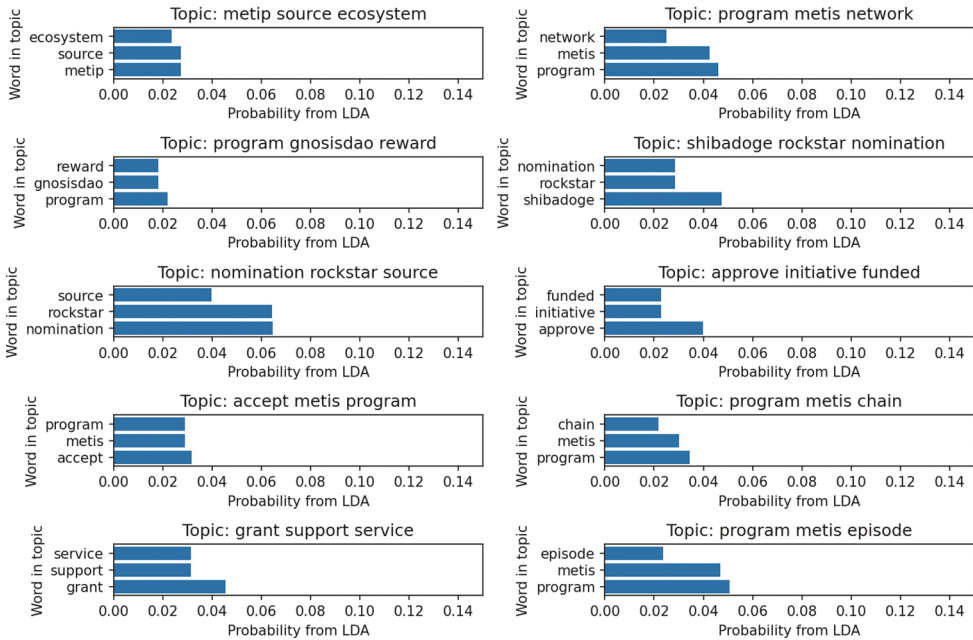 Topic: metip source ecosystem
Word in topic
ecosystem
source
metip
0.00 0.02 0.04 0.06 0.08 0.10 0.12 0.14
Probability from LDA
Topic: program metis network
Word in topic
network
metis
program
0.00 0.02 0.04 0.06 0.08 0.10 0.12 0.14
Probability from LDA
Topic: program gnosisdao reward
Word in topic
reward
gnosisdao
program
0.00 0.02 0.04 0.06 0.08 0.10 0.12 0.14
Probability from LDA
Topic: shibadoge rockstar nomination
Word in topic
nomination
rockstar
shibadoge
0.00 0.02 0.04 0.06 0.08 0.10 0.12 0.14
Probability from LDA
Topic: nomination rockstar source
Word in topic
source
rockstar
nomination
0.00 0.02 0.04 0.06 0.08 0.10 0.12 0.14
Probability from LDA
Topic: approve initiative funded
Word in topic
funded
initiative
approve
0.00 0.02 0.04 0.06 0.08 0.10 0.12 0.14
Probability from LDA
Topic: accept metis program
Word in topic
program
metis
accept
0.00 0.02 0.04 0.06 0.08 0.10 0.12 0.14
Probability from LDA
Topic: program metis chain
Word in topic
chain
metis
program
0.00 0.02 0.04 0.06 0.08 0.10 0.12 0.14
Probability from LDA
Topic: grant support service
Word in topic
service
support
grant
0.00 0.02 0.04 0.06 0.08 0.10 0.12 0.14
Probability from LDA
Topic: program metis episode
Word in topic
episode
metis
program
0.00 0.02 0.04 0.06 0.08 0.10 0.12 0.14
Probability from LDA